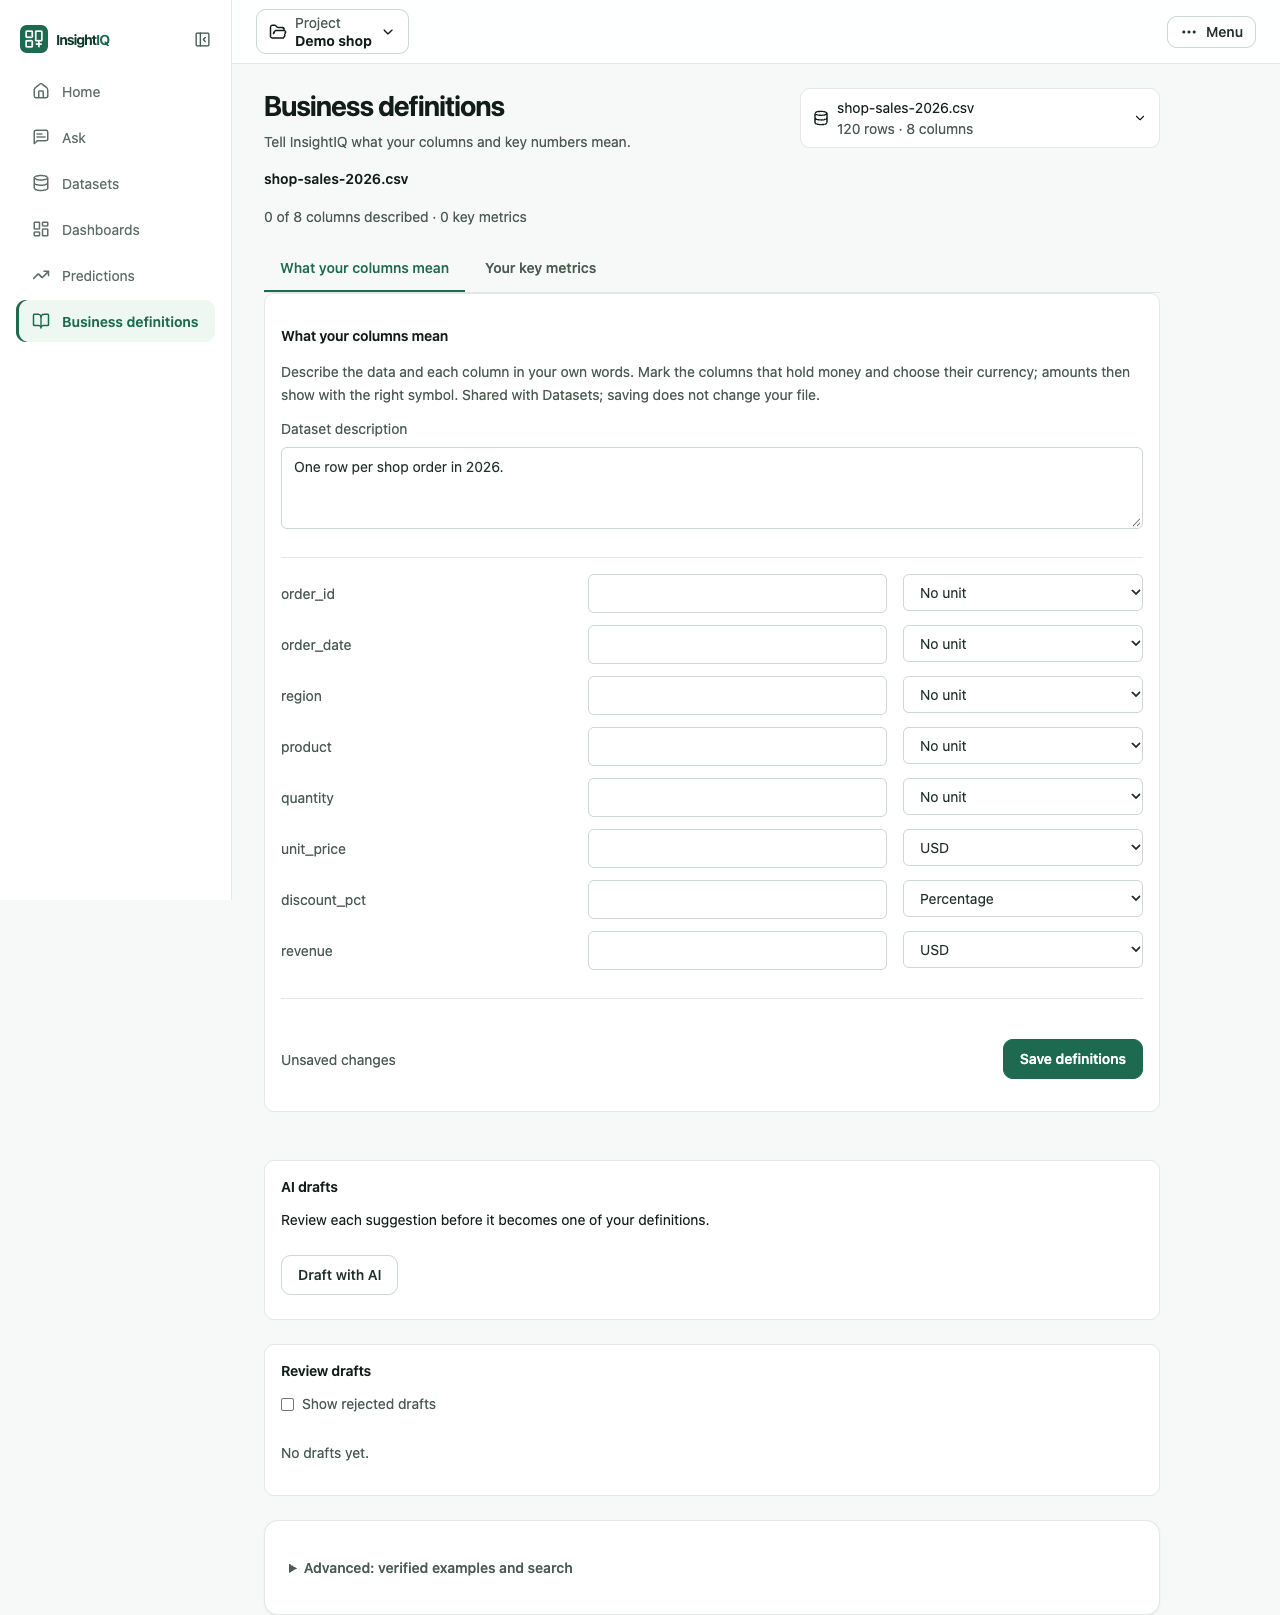 InsightIQ
Home
Ask
Datasets
Dashboards
Predictions
Business definitions
Project
Demo shop
Menu
Business definitions
Tell InsightIQ what your columns and key numbers mean.
shop-sales-2026.csv
120 rows · 8 columns
shop-sales-2026.csv
0 of 8 columns described · 0 key metrics
What your columns mean
Your key metrics
What your columns mean
Describe the data and each column in your own words. Mark the columns that hold money and choose their currency; amounts then
show with the right symbol. Shared with Datasets; saving does not change your file.
Dataset description
One row per shop order in 2026.
order_id No unit
order_date No unit
region No unit
product No unit
quantity No unit
unit_price USD
discount_pct Percentage
revenue USD
Unsaved changes
Save definitions
AI drafts
Review each suggestion before it becomes one of your definitions.
Draft with AI
Review drafts
Show rejected drafts
No drafts yet.
Advanced: verified examples and search